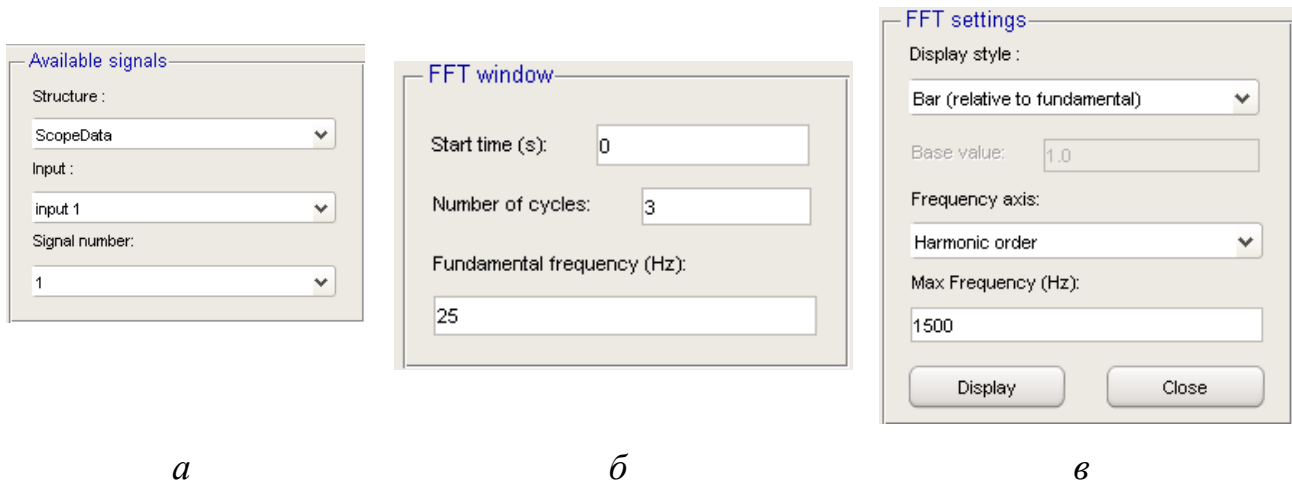 Available signals
Structure :
ScopeData
Input :
input 1
Signal number:
1
FFT window
Start time (s): 0
Number of cycles: 3
Fundamental frequency (Hz):
25
FFT settings
Display style :
Bar (relative to fundamental)
Base value: 1.0
Frequency axis:
Harmonic order
Max Frequency (Hz):
1500
Display Close
а б в